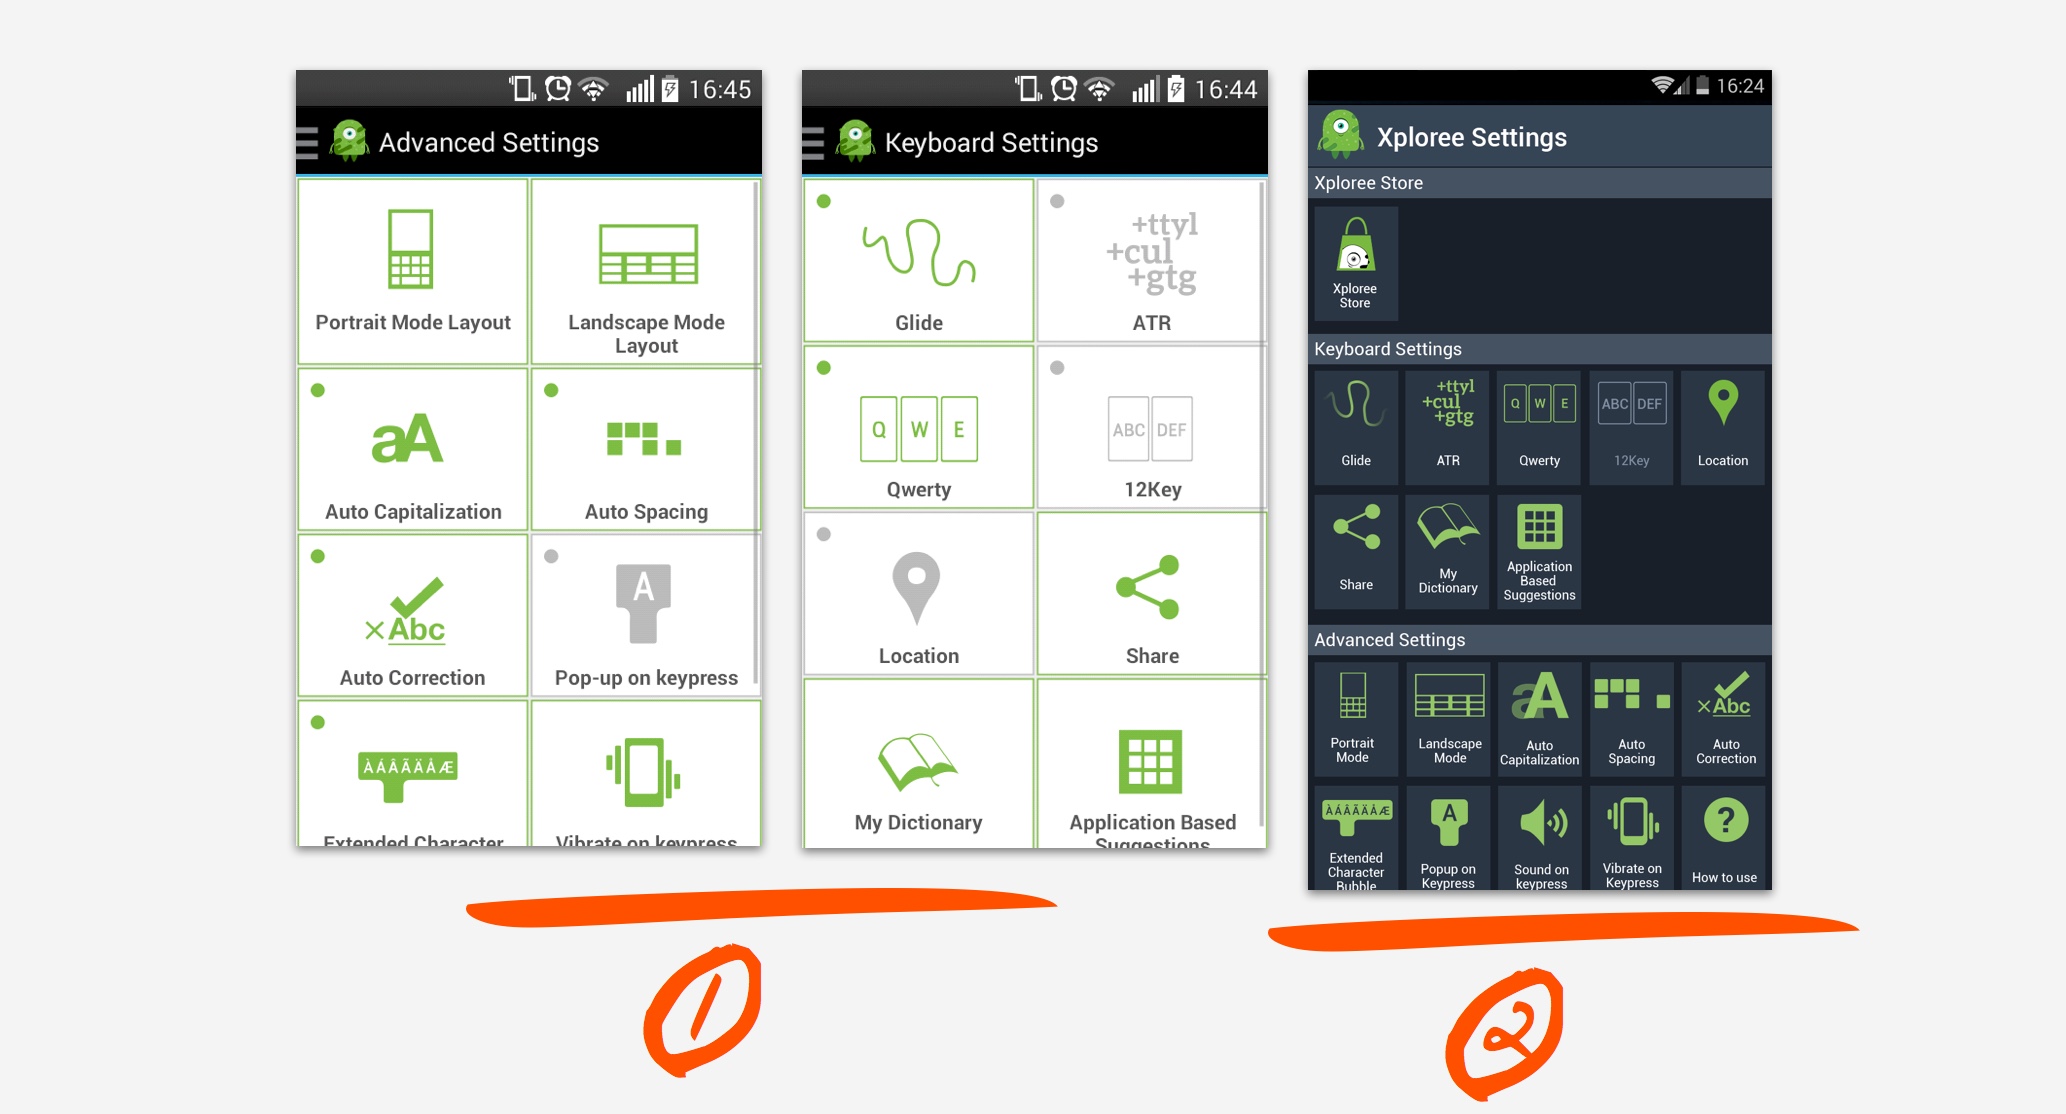 16:45
Advanced Settings
Portrait Mode Layout
Landscape Mode
Layout
aA
Auto Capitalization
Auto Spacing
×Abc
Auto Correction
A
Pop-up on keypress
ÀÁÂÃÄÅÆ
Extended Character
Vibrate on keypress
16:44
Keyboard Settings
Glide
+ttyl
+cul
+gtg
ATR
Q W E
Qwerty
ABC DEF
12Key
Location
Share
My Dictionary
Application Based
Suggestions
16:24
Xploree Settings
Xploree Store
Xploree
Store
Keyboard Settings
Glide
+ttyl
+cul
+gtg
ATR
Q W E
Qwerty
ABC DEF
12Key
Location
Share
My
Dictionary
Application
Based
Suggestions
Advanced Settings
Portrait
Mode
Landscape
Mode
aA
Auto
Capitalization
Auto
Spacing
×Abc
Auto
Correction
ÀÁÂÃÄÅÆ
Extended
Character
Bubble
A
Popup on
Keypress
Sound on
keypress
Vibrate on
Keypress
?
How to use
1
2